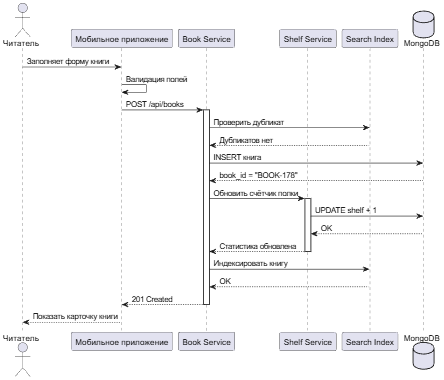 Читатель
Мобильное приложение
Book Service
Shelf Service
Search Index
MongoDB
Заполняет форму книги
Валидация полей
POST /api/books
Проверить дубликат
Дубликатов нет
INSERT книга
book_id = "BOOK-178"
Обновить счётчик полки
UPDATE shelf + 1
OK
Статистика обновлена
Индексировать книгу
OK
201 Created
Показать карточку книги
Читатель
Мобильное приложение
Book Service
Shelf Service
Search Index
MongoDB